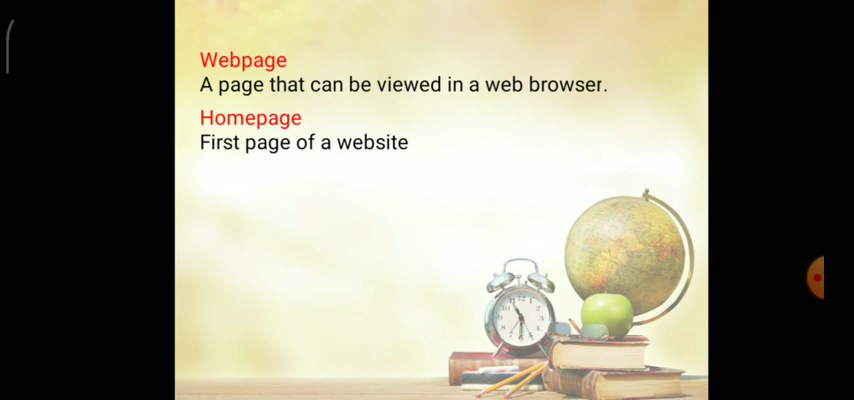 Webpage
A page that can be viewed in a web browser.
Homepage
First page of a website